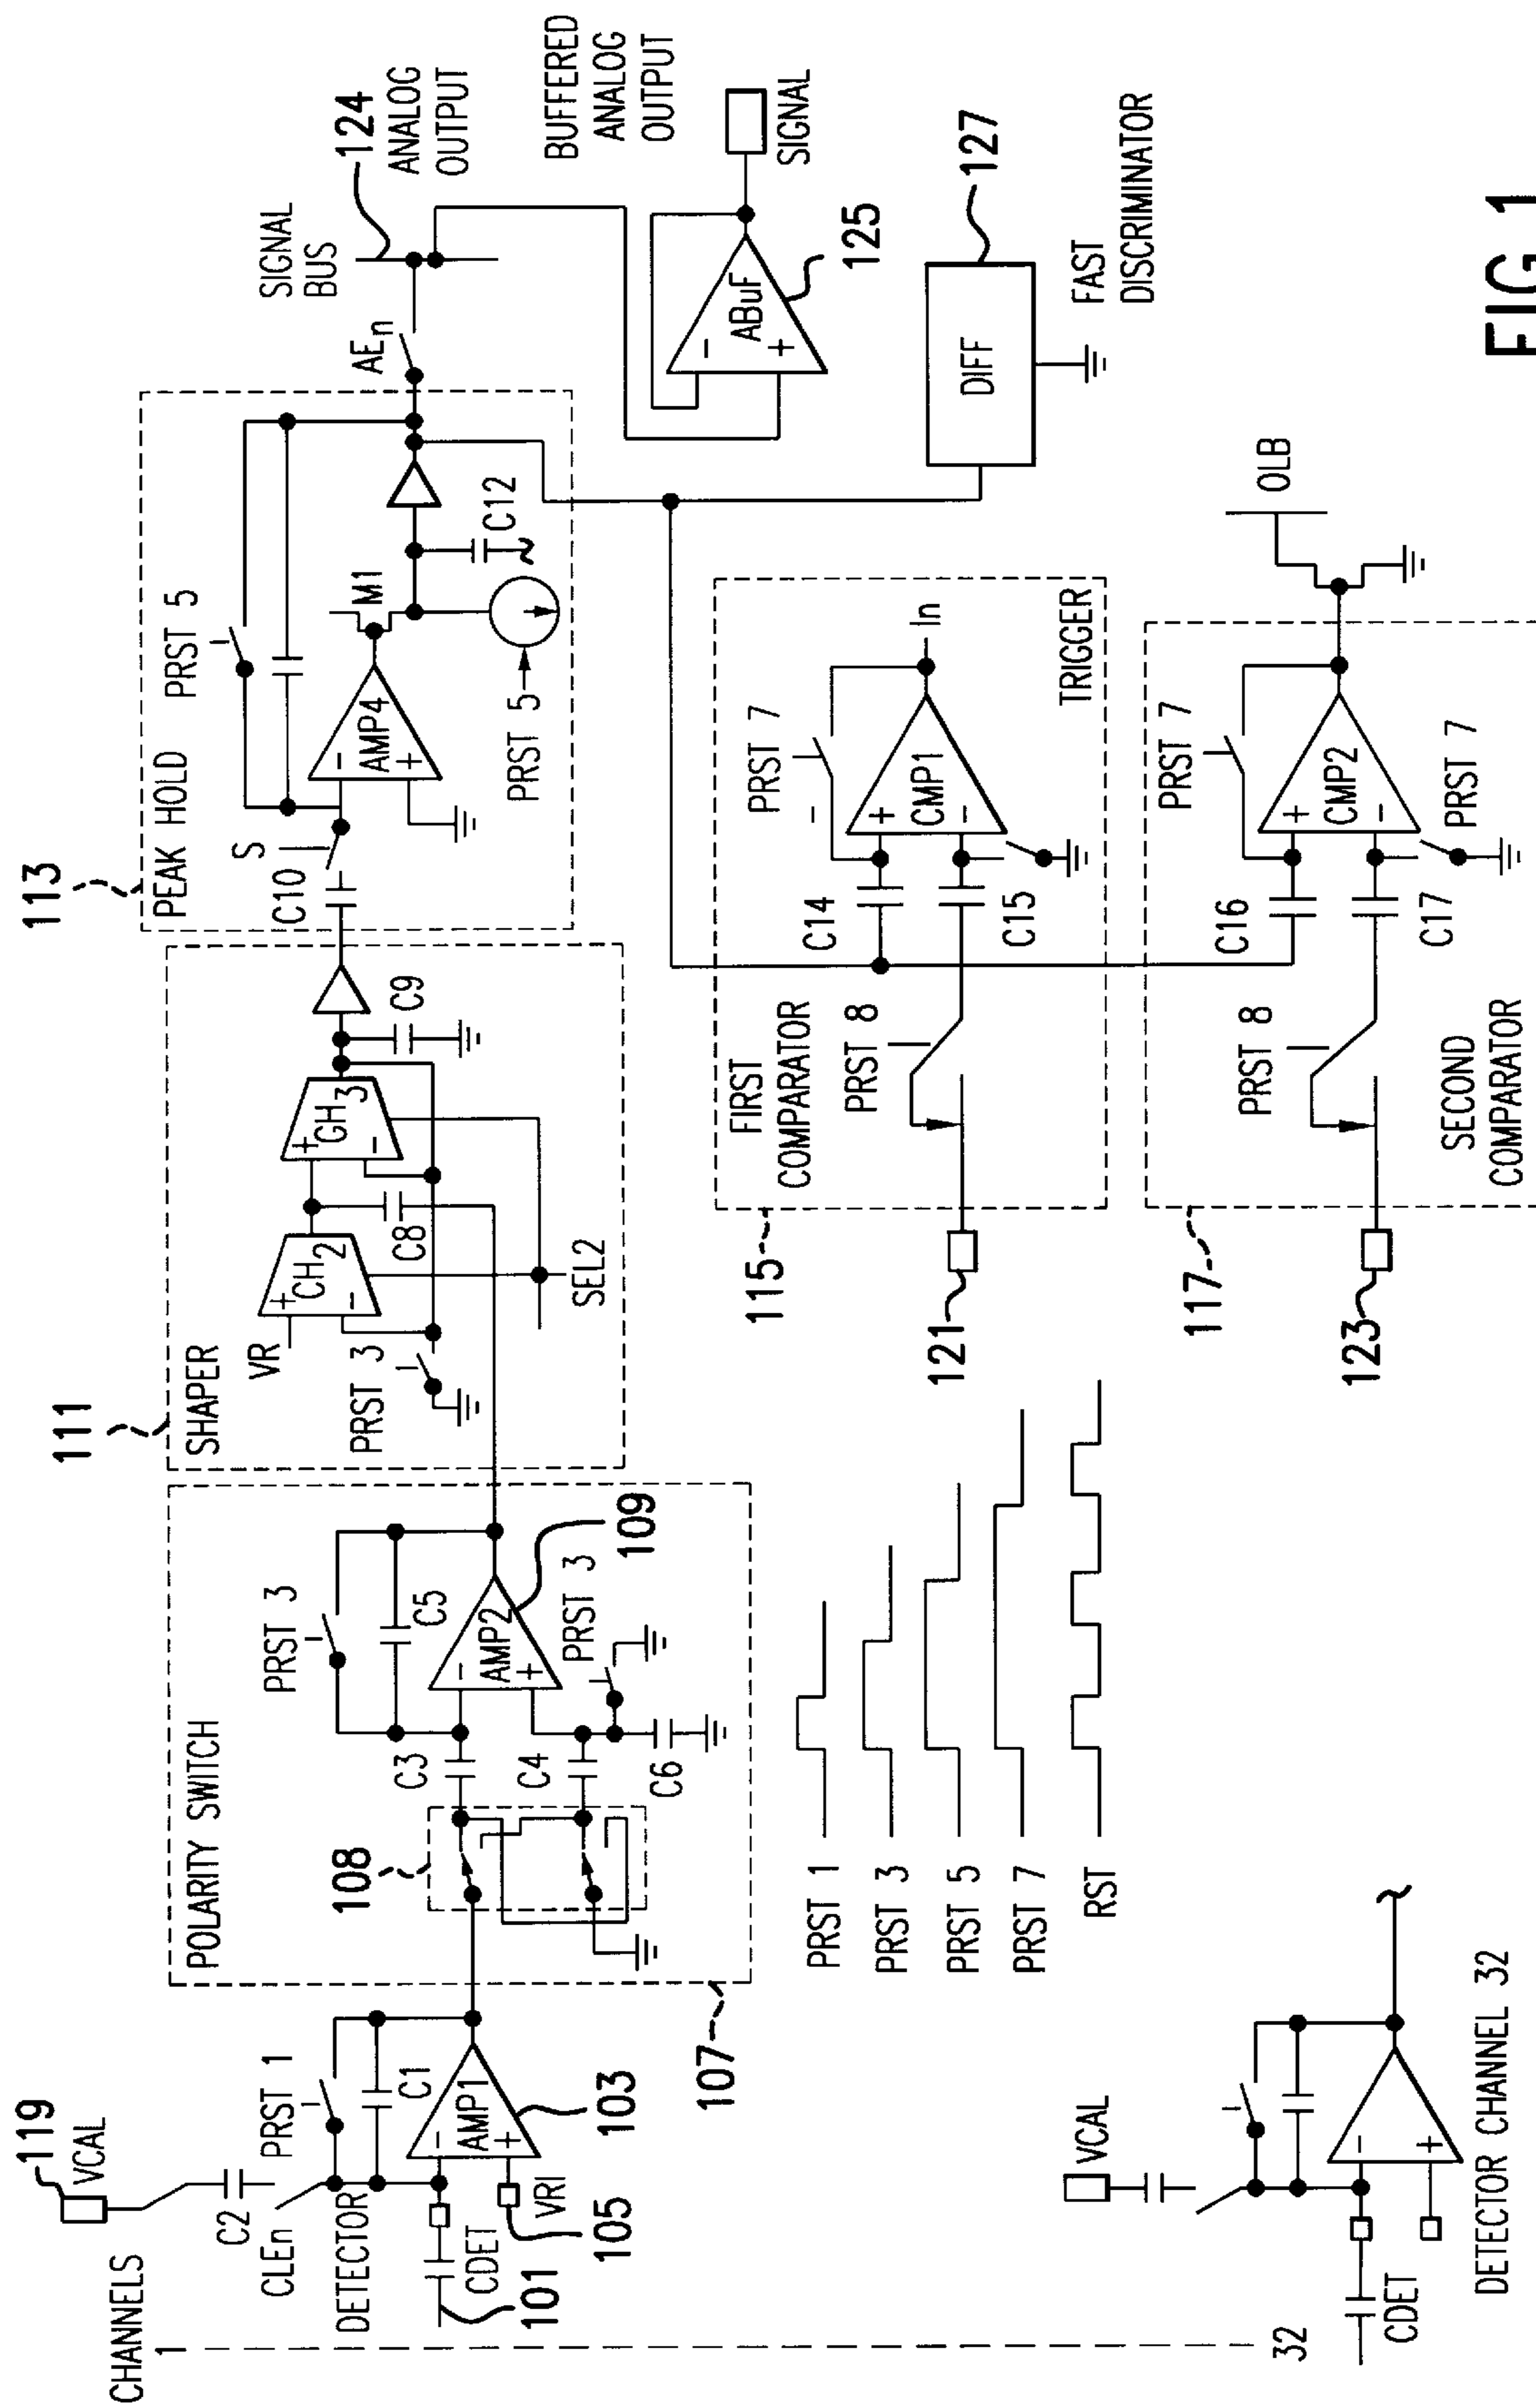 CHANNELS
1
32
119
VCAL
C2
CLEn
PRST 1
C1
DETECTOR
CDET
101
VRI
105
AMP1
-
+
103
107
POLARITY SWITCH
108
C3
C4
C6
PRST 3
C5
AMP2
-
+
PRST 3
109
111
SHAPER
VR
PRST 3
CH2
+
-
C8
GH3
+
-
SEL2
C9
113
PEAK HOLD
C10
S
PRST 5
AMP4
-
+
M1
PRST 5
C12
AEn
SIGNAL
BUS
124
ANALOG
OUTPUT
BUFFERED
ANALOG
OUTPUT
ABuF
-
+
125
SIGNAL
DIFF
127
FAST
DISCRIMINATOR
115
FIRST
COMPARATOR
PRST 8
121
C14
C15
PRST 7
-
+
CMP1
-
In
TRIGGER
117
SECOND
COMPARATOR
PRST 8
123
C16
C17
PRST 7
+
CMP2
-
PRST 7
OLB
PRST 1
PRST 3
PRST 5
PRST 7
RST
VCAL
CDET
-
+
DETECTOR CHANNEL 32
FIG.1